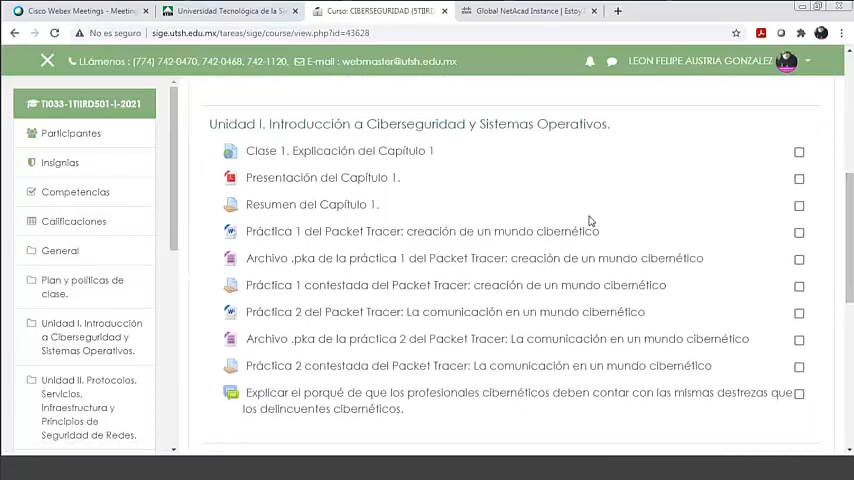 Cisco Webex Meetings - Meeting
Universidad Tecnológica de la Si
Curso: CIBERSEGURIDAD (5TIIRD
Global NetAcad Instance | Estoy
No es seguro | sige.utsh.edu.mx/tareas/sige/course/view.php?id=43628
LLámenos : (774) 742-0470, 742-0468, 742-1120, E-mail : webmaster@utsh.edu.mx
LEON FELIPE AUSTRIA GONZALEZ
TI033-1TIIRD501-I-2021
Participantes
Insignias
Competencias
Calificaciones
General
Plan y políticas de
clase.
Unidad I. Introducción
a Ciberseguridad y
Sistemas Operativos.
Unidad II. Protocolos,
Servicios,
Infraestructura y
Principios de
Seguridad de Redes.
Unidad I. Introducción a Ciberseguridad y Sistemas Operativos.
Clase 1. Explicación del Capítulo 1
Presentación del Capítulo 1.
Resumen del Capítulo 1.
Práctica 1 del Packet Tracer: creación de un mundo cibernético
Archivo .pka de la práctica 1 del Packet Tracer: creación de un mundo cibernético
Práctica 1 contestada del Packet Tracer: creación de un mundo cibernético
Práctica 2 del Packet Tracer: La comunicación en un mundo cibernético
Archivo .pka de la práctica 2 del Packet Tracer: La comunicación en un mundo cibernético
Práctica 2 contestada del Packet Tracer: La comunicación en un mundo cibernético
Explicar el porqué de que los profesionales cibernéticos deben contar con las mismas destrezas que
los delincuentes cibernéticos.